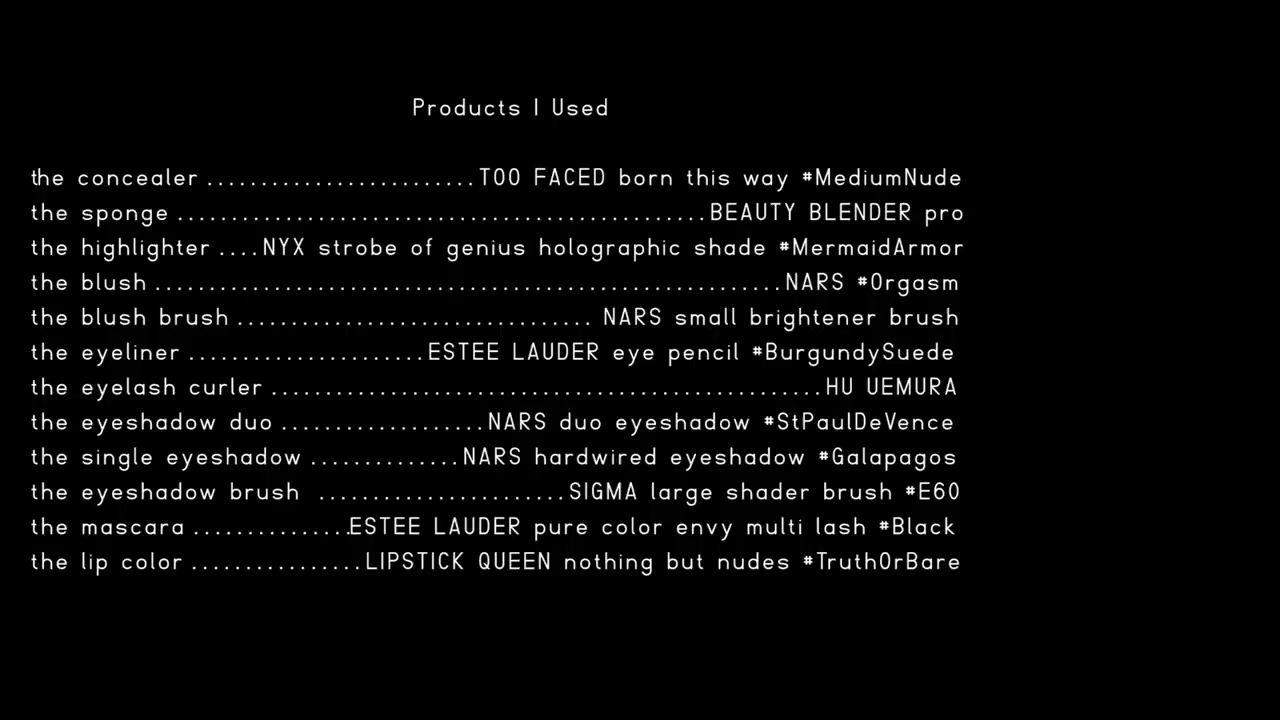 Products I Used
the concealer .........................TOO FACED born this way #MediumNude
the sponge .................................................BEAUTY BLENDER pro
the highlighter ....NYX strobe of genius holographic shade #MermaidArmor
the blush ..........................................................NARS #Orgasm
the blush brush ................................. NARS small brightener brush
the eyeliner ......................ESTEE LAUDER eye pencil #BurgundySuede
the eyelash curler ...................................................HU UEMURA
the eyeshadow duo ...................NARS duo eyeshadow #StPaulDeVence
the single eyeshadow ..............NARS hardwired eyeshadow #Galapagos
the eyeshadow brush .......................SIGMA large shader brush #E60
the mascara ...............ESTEE LAUDER pure color envy multi lash #Black
the lip color ................LIPSTICK QUEEN nothing but nudes #TruthOrBare